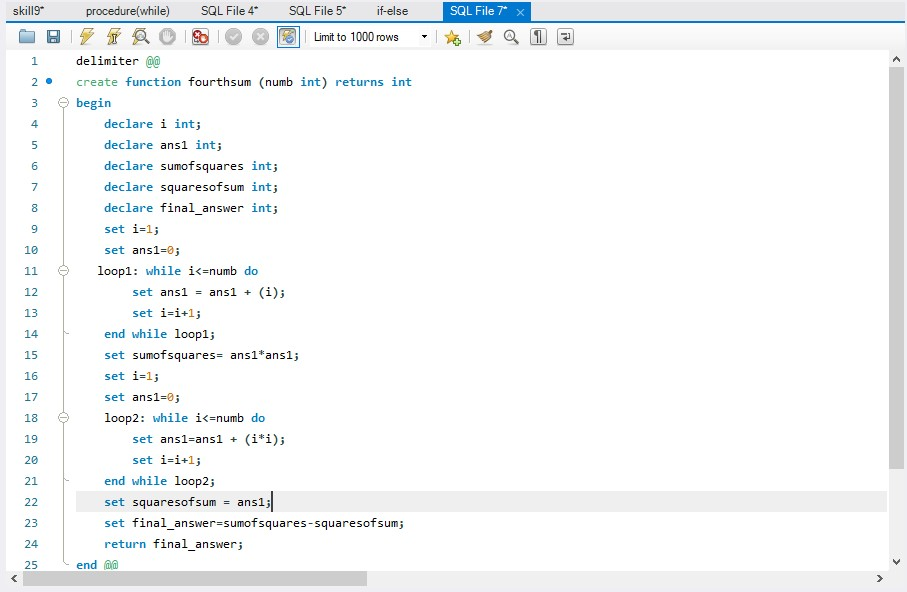 skill9* procedure(while) SQL File 4* SQL File 5* if-else SQL File 7* ×
Limit to 1000 rows
1 delimiter @@
2 create function fourthsum (numb int) returns int
3 begin
4 declare i int;
5 declare ans1 int;
6 declare sumofsquares int;
7 declare squaresofsum int;
8 declare final_answer int;
9 set i=1;
10 set ans1=0;
11 loop1: while i<=numb do
12 set ans1 = ans1 + (i);
13 set i=i+1;
14 end while loop1;
15 set sumofsquares= ans1*ans1;
16 set i=1;
17 set ans1=0;
18 loop2: while i<=numb do
19 set ans1=ans1 + (i*i);
20 set i=i+1;
21 end while loop2;
22 set squaresofsum = ans1;
23 set final_answer=sumofsquares-squaresofsum;
24 return final_answer;
25 end @@